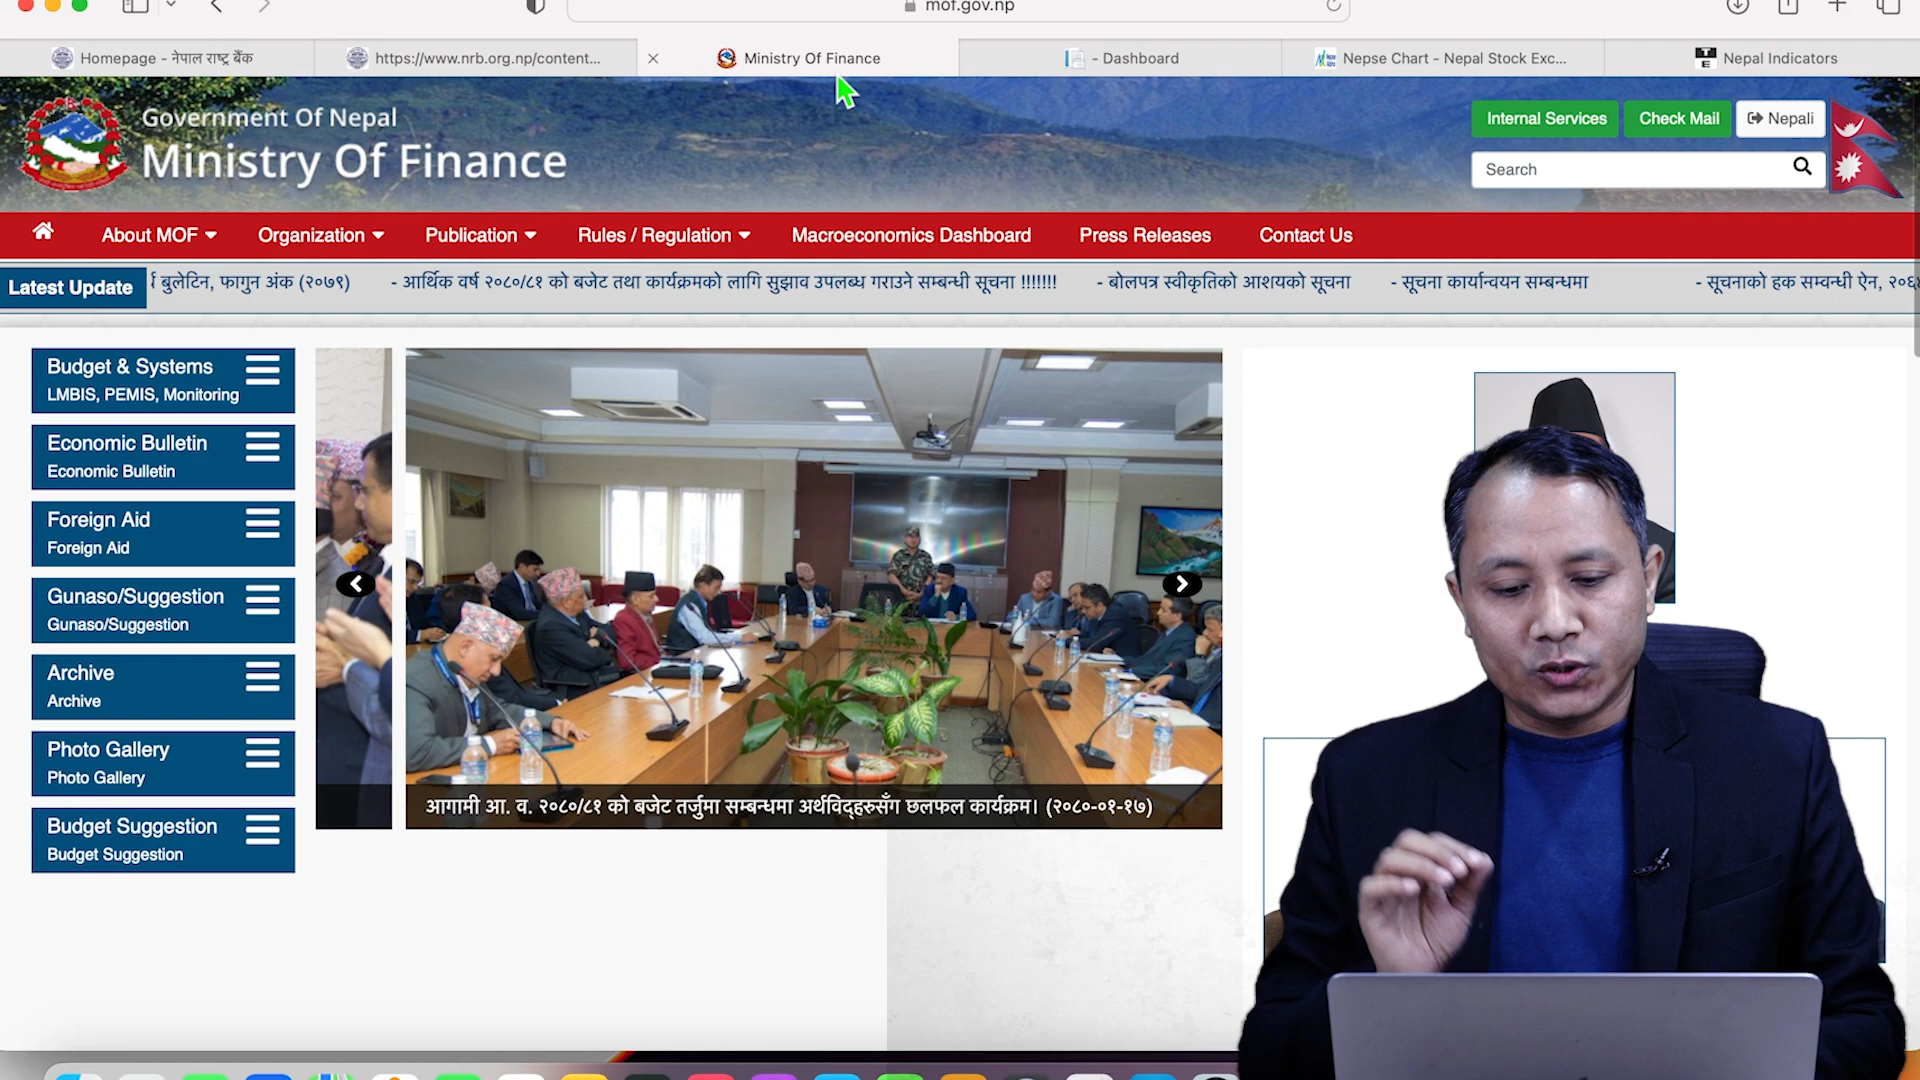 mof.gov.np
Homepage - नेपाल राष्ट्र बैंक
https://www.nrb.org.np/content...
Ministry Of Finance
- Dashboard
Nepse Chart - Nepal Stock Exc...
Nepal Indicators
Government Of Nepal
Ministry Of Finance
Internal Services
Check Mail
Nepali
Search
About MOF
Organization
Publication
Rules / Regulation
Macroeconomics Dashboard
Press Releases
Contact Us
Latest Update
बुलेटिन, फागुन अंक (२०७९)
- आर्थिक वर्ष २०८०/८१ को बजेट तथा कार्यक्रमको लागि सुझाव उपलब्ध गराउने सम्बन्धी सूचना !!!!!!!
- बोलपत्र स्वीकृतिको आशयको सूचना
- सूचना कार्यान्वयन सम्बन्धमा
- सूचनाको हक सम्वन्धी ऐन,
Budget & Systems
LMBIS, PEMIS, Monitoring
Economic Bulletin
Economic Bulletin
Foreign Aid
Foreign Aid
Gunaso/Suggestion
Gunaso/Suggestion
Archive
Archive
Photo Gallery
Photo Gallery
Budget Suggestion
Budget Suggestion
आगामी आ. व. २०८०/८१ को बजेट तर्जुमा सम्बन्धमा अर्थविद्हरुसँग छलफल कार्यक्रम। (२०८०-०१-१७)